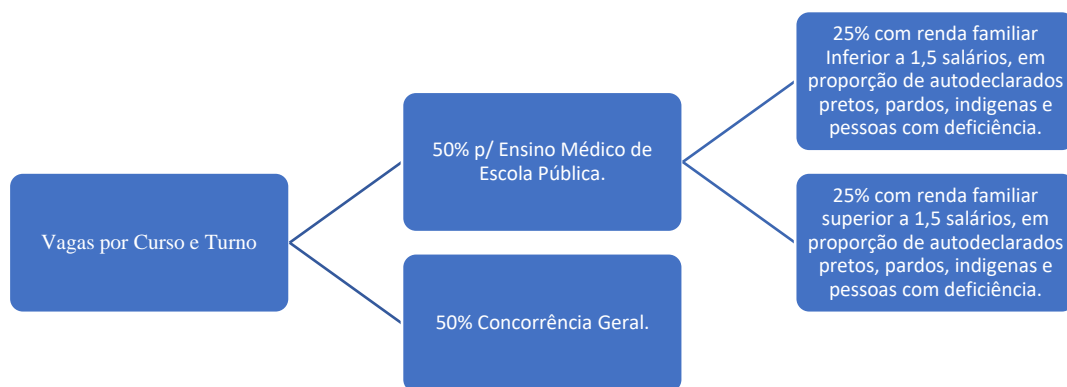 Vagas por Curso e Turno
50% p/ Ensino Médico de
Escola Pública.
50% Concorrência Geral.
25% com renda familiar
Inferior a 1,5 salários, em
proporção de autodeclarados
pretos, pardos, indigenas e
pessoas com deficiência.
25% com renda familiar
superior a 1,5 salários, em
proporção de autodeclarados
pretos, pardos, indigenas e
pessoas com deficiência.